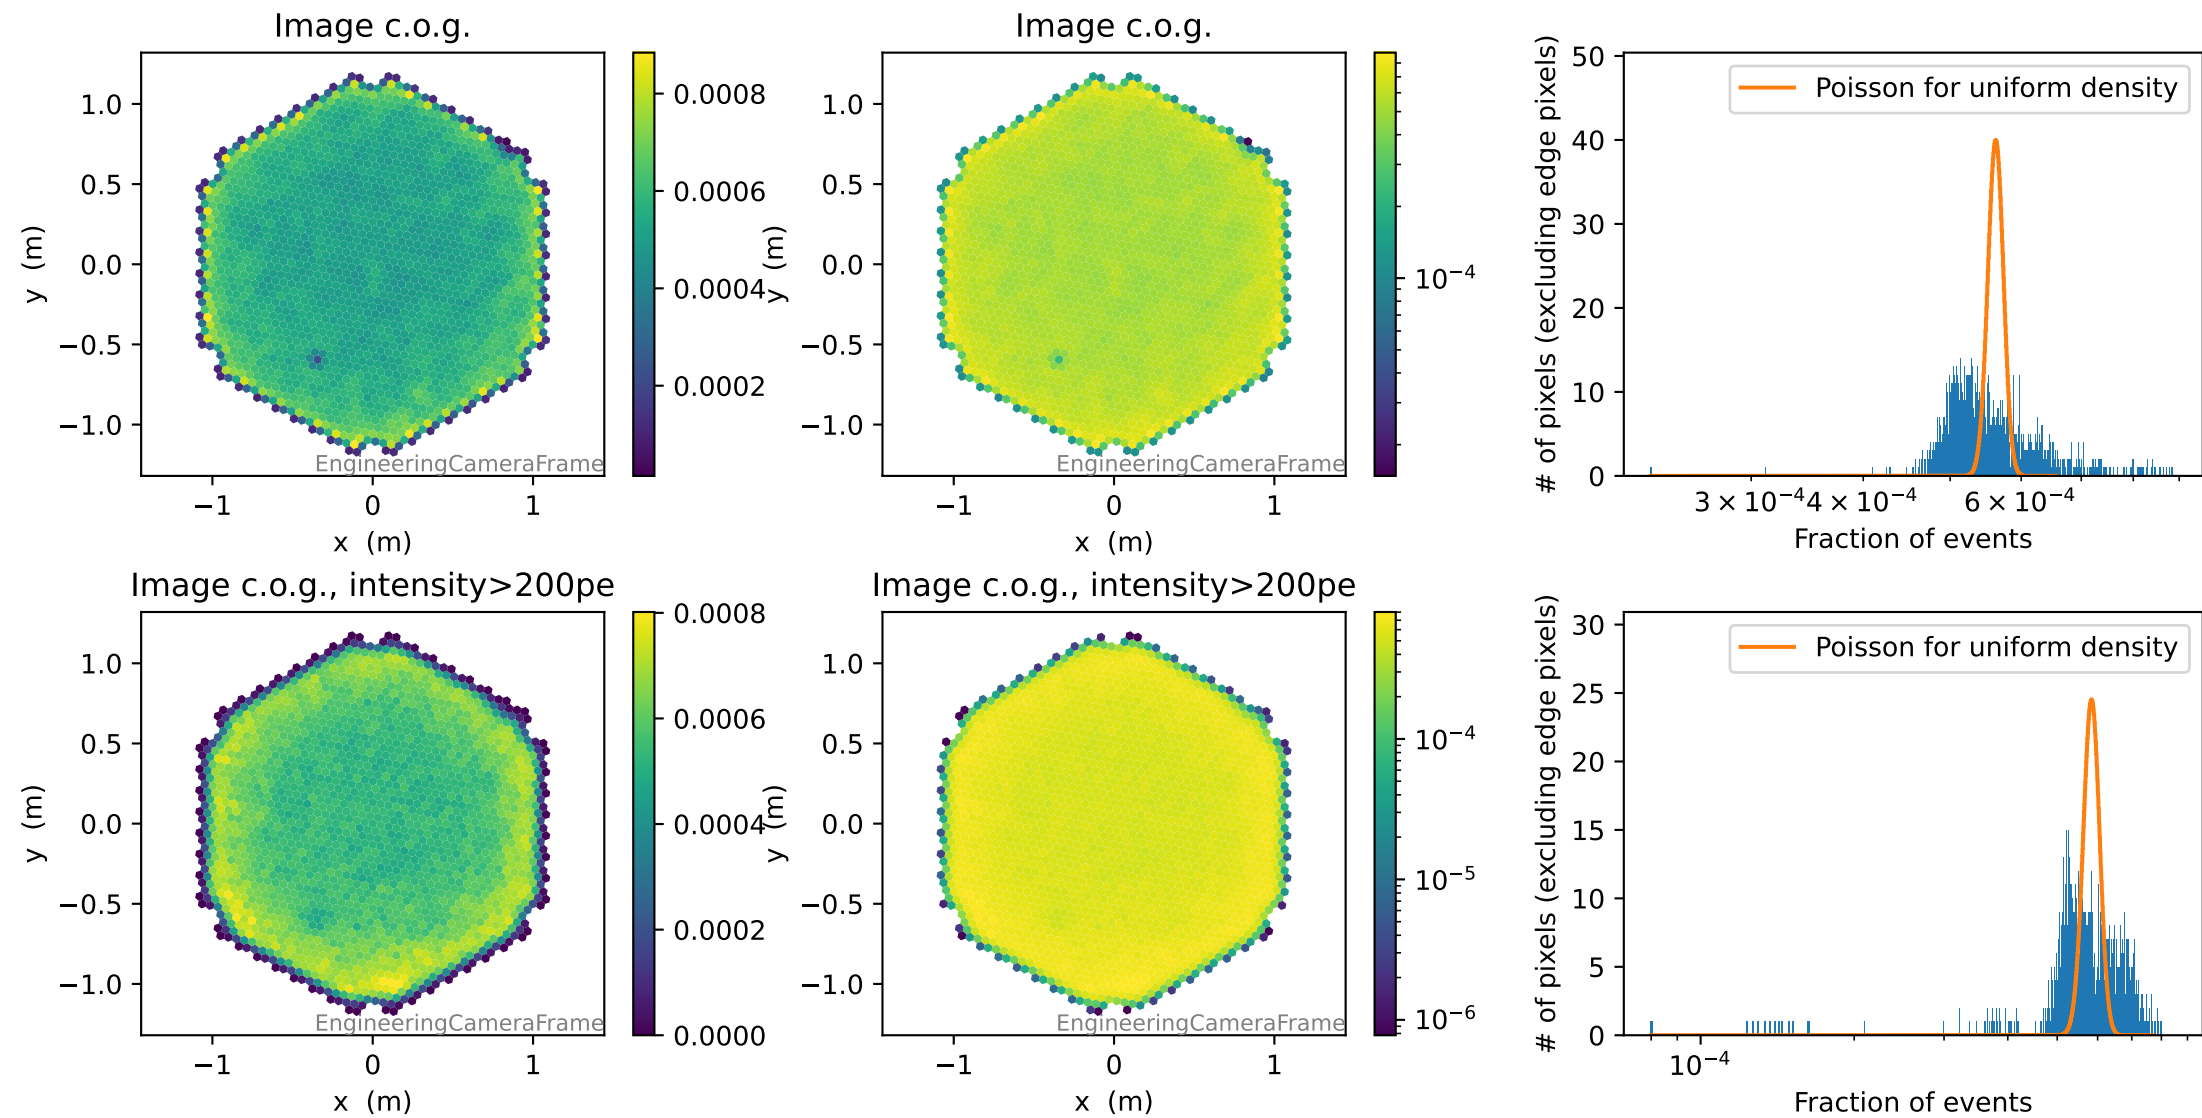 Image c.o.g.
1.0
0.5
0.0
−0.5
−1.0
y (m)
−1
0
1
x (m)
EngineeringCameraFrame
0.0008
0.0006
0.0004
0.0002
Image c.o.g.
1.0
0.5
0.0
−0.5
−1.0
y (m)
−1
0
1
x (m)
EngineeringCameraFrame
10⁻⁴
Poisson for uniform density
# of pixels (excluding edge pixels)
50
40
30
20
10
0
3 × 10⁻⁴
4 × 10⁻⁴
6 × 10⁻⁴
Fraction of events
Image c.o.g., intensity>200pe
1.0
0.5
0.0
−0.5
−1.0
y (m)
−1
0
1
x (m)
EngineeringCameraFrame
0.0008
0.0006
0.0004
0.0002
0.0000
Image c.o.g., intensity>200pe
1.0
0.5
0.0
−0.5
−1.0
y (m)
−1
0
1
x (m)
EngineeringCameraFrame
10⁻⁴
10⁻⁵
10⁻⁶
Poisson for uniform density
# of pixels (excluding edge pixels)
30
25
20
15
10
5
0
10⁻⁴
Fraction of events